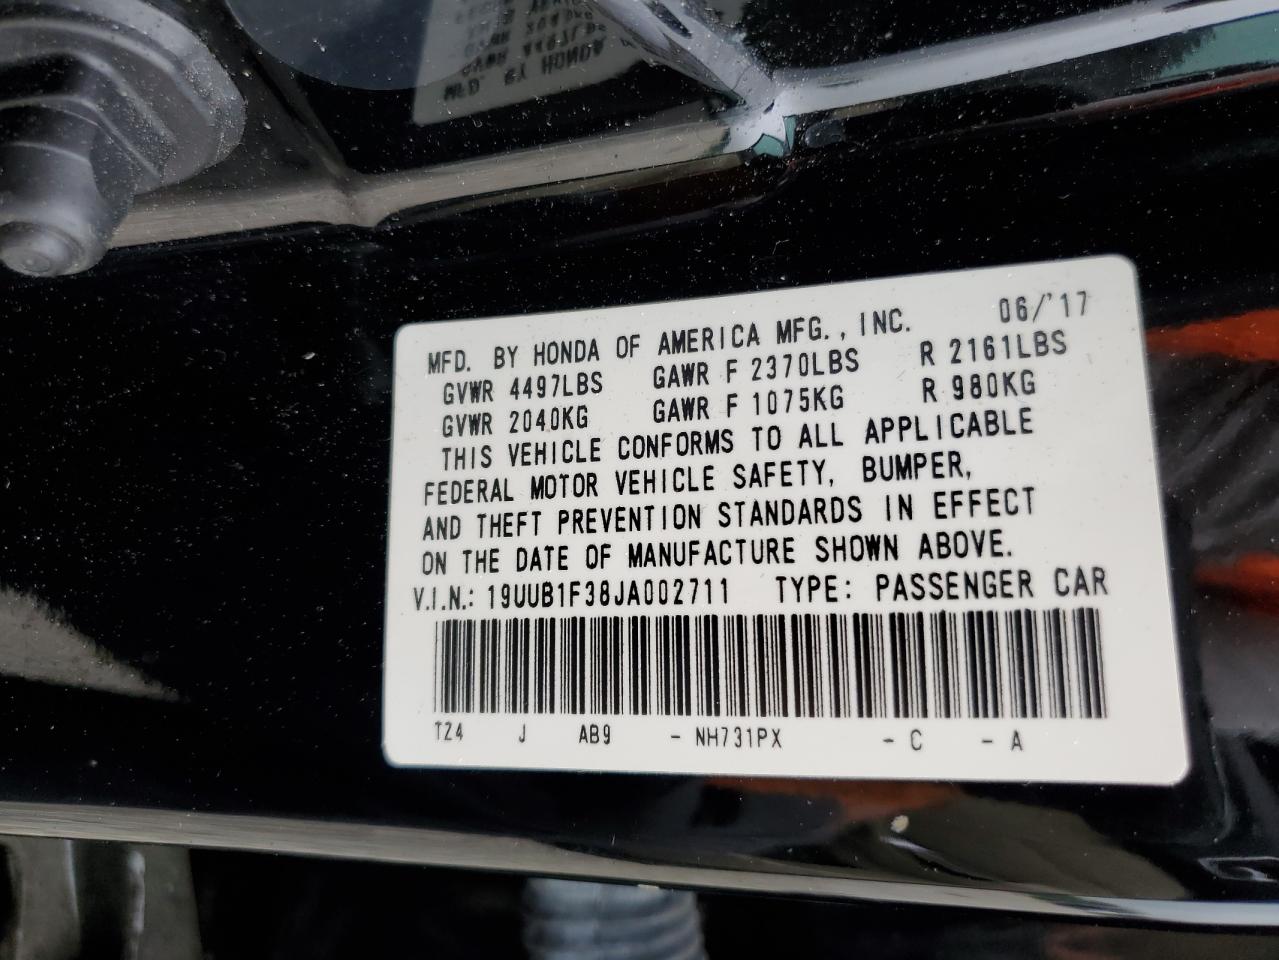 MFD. BY HONDA OF AMERICA MFG., INC. 06/'17
GVWR 4497LBS GAWR F 2370LBS R 2161LBS
GVWR 2040KG GAWR F 1075KG R 980KG
THIS VEHICLE CONFORMS TO ALL APPLICABLE
FEDERAL MOTOR VEHICLE SAFETY, BUMPER,
AND THEFT PREVENTION STANDARDS IN EFFECT
ON THE DATE OF MANUFACTURE SHOWN ABOVE.
V.I.N.: 19UUB1F38JA002711 TYPE: PASSENGER CAR
TZ4 J AB9 - NH731PX - C - A